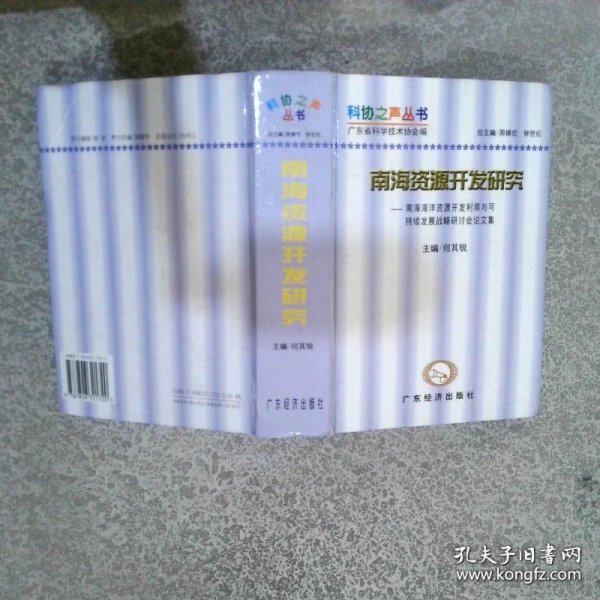 科协之声丛书
广东省科学技术协会编
总主编 周镇宏 钟世伦
南海资源开发研究
——南海海洋资源开发利用与可
持续发展战略研讨会论文集
主编 何其锐
广东经济出版社
科协之声
丛书
南海资源开发研究
主编 何其锐
广东经济出版社
孔夫子旧书网
www.kongfz.com